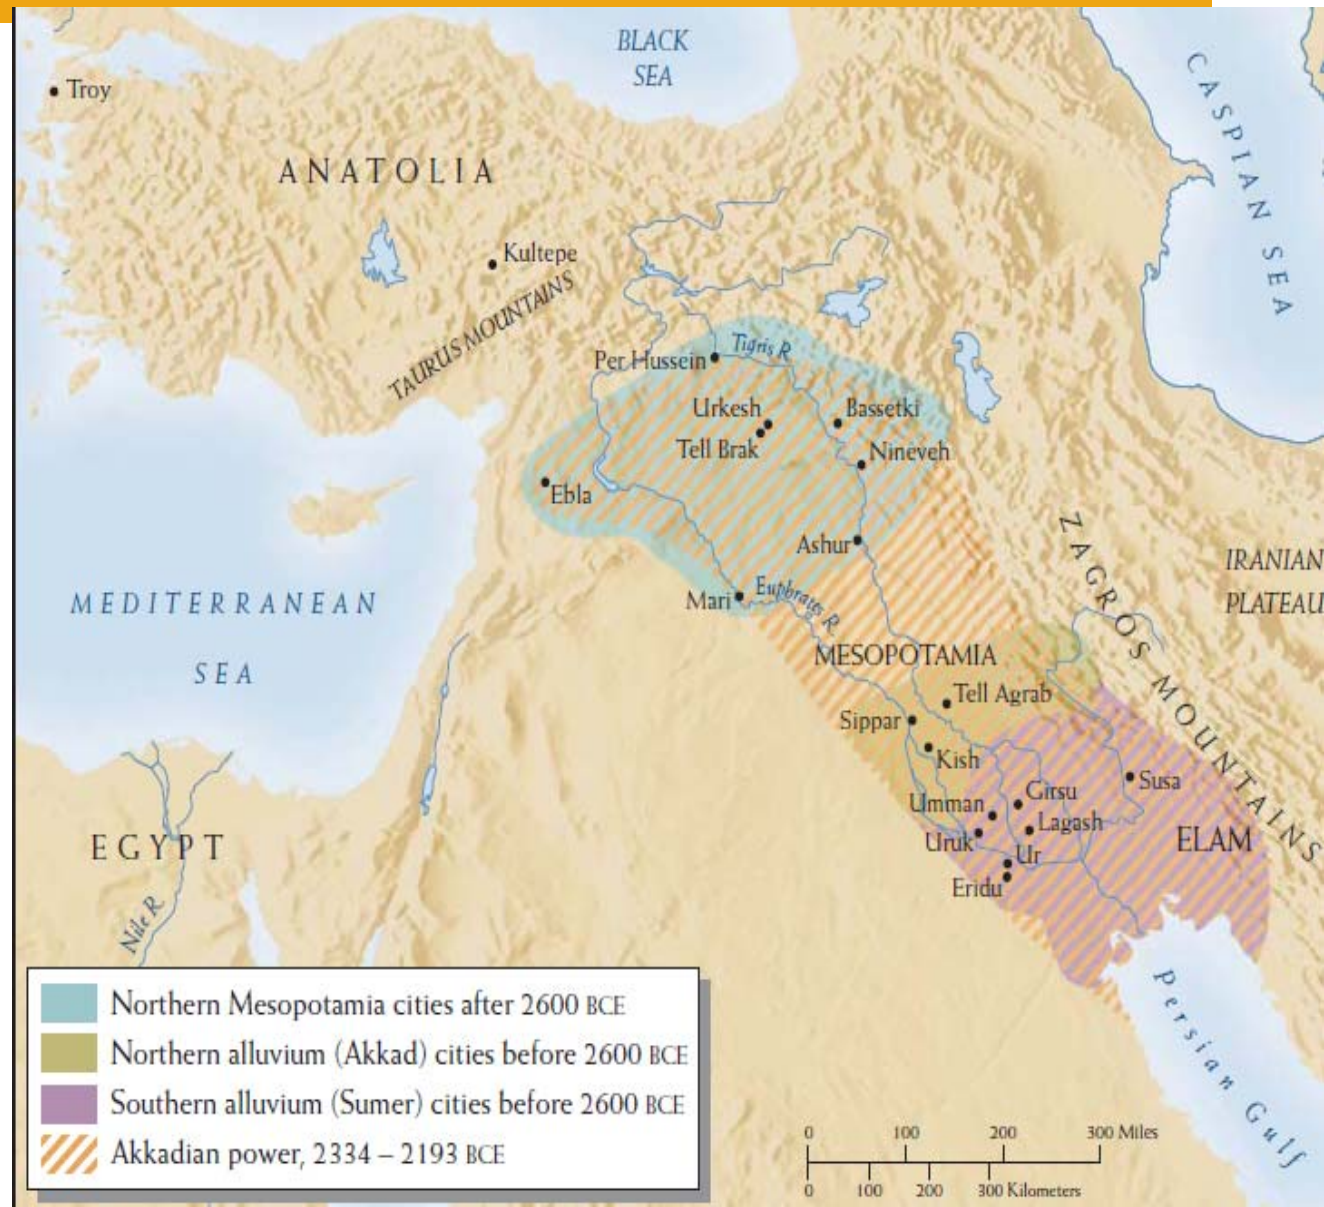 BLACK
SEA
CASPIAN SEA
Troy
ANATOLIA
Kultepe
TAURUS MOUNTAINS
Per Hussein
Tigris R.
Urkesh
Bassetki
Tell Brak
Nineveh
Ebla
Ashur
ZAGROS MOUNTAINS
IRANIAN
PLATEAU
MEDITERRANEAN
SEA
Mari
Euphrates R.
MESOPOTAMIA
Tell Agrab
Sippar
Kish
Susa
Umman
Girsu
Lagash
Uruk
Ur
ELAM
Eridu
EGYPT
Nile R.
Persian Gulf
Northern Mesopotamia cities after 2600 BCE
Northern alluvium (Akkad) cities before 2600 BCE
Southern alluvium (Sumer) cities before 2600 BCE
Akkadian power, 2334 – 2193 BCE
0 100 200 300 Miles
0 100 200 300 Kilometers